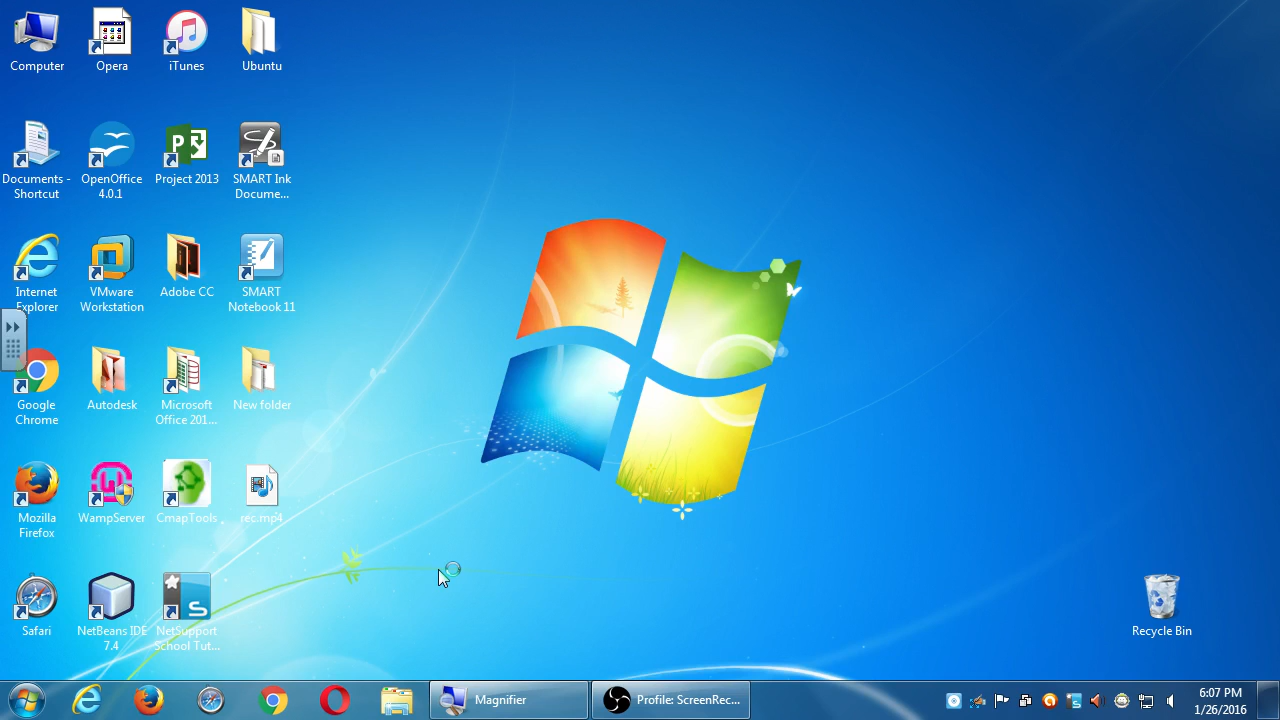 Computer
Opera
iTunes
Ubuntu
Documents -
Shortcut
OpenOffice
4.0.1
Project 2013
SMART Ink
Docume...
Internet
Explorer
VMware
Workstation
Adobe CC
SMART
Notebook 11
Google
Chrome
Autodesk
Microsoft
Office 201...
New folder
Mozilla
Firefox
WampServer
CmapTools
rec.mp4
Safari
NetBeans IDE
7.4
NetSupport
School Tut...
Recycle Bin
Magnifier
Profile: ScreenRec...
6:07 PM
1/26/2016